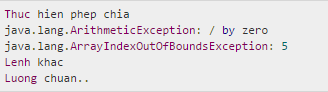 Thuc hien phep chia
java.lang.ArithmeticException: / by zero
java.lang.ArrayIndexOutOfBoundsException: 5
Lenh khac
Luong chuan..